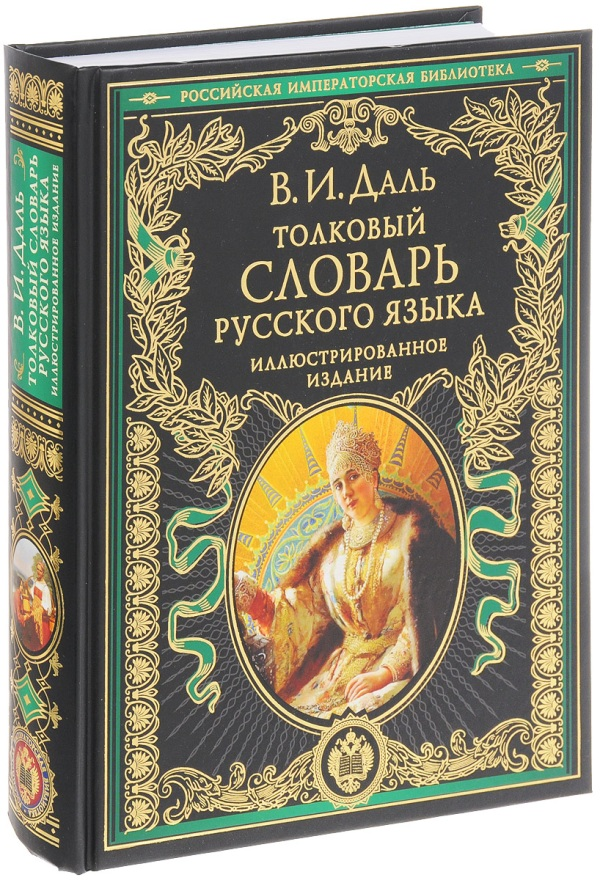 РОССИЙСКАЯ ИМПЕРАТОРСКАЯ БИБЛИОТЕКА
В. И. ДАЛЬ
ТОЛКОВЫЙ
СЛОВАРЬ
РУССКОГО ЯЗЫКА
ИЛЛЮСТРИРОВАННОЕ
ИЗДАНИЕ
В. И. ДАЛЬ
ТОЛКОВЫЙ СЛОВАРЬ
РУССКОГО ЯЗЫКА
ИЛЛЮСТРИРОВАННОЕ ИЗДАНИЕ